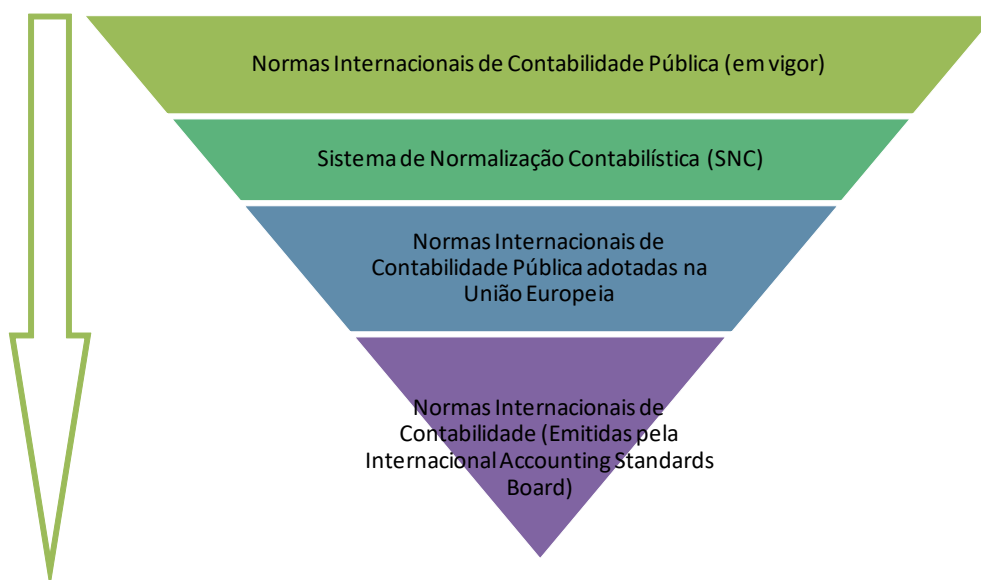 Normas Internacionais de Contabilidade Pública (em vigor)
Sistema de Normalização Contabilística (SNC)
Normas Internacionais de
Contabilidade Pública adotadas na
União Europeia
Normas Internacionais de
Contabilidade (Emitidas pela
Internacional Accounting Standards
Board)